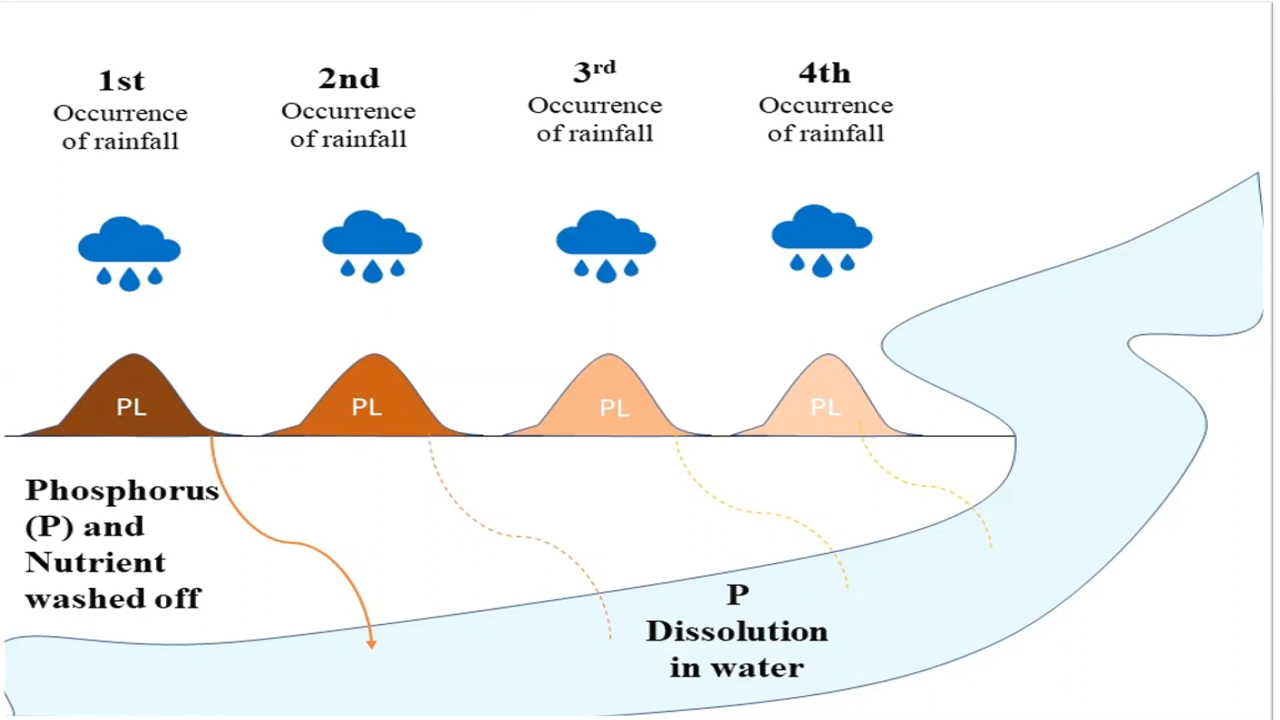 1st
Occurrence
of rainfall
2nd
Occurrence
of rainfall
3rd
Occurrence
of rainfall
4th
Occurrence
of rainfall
PL
PL
PL
PL
Phosphorus
(P) and
Nutrient
washed off
P
Dissolution
in water